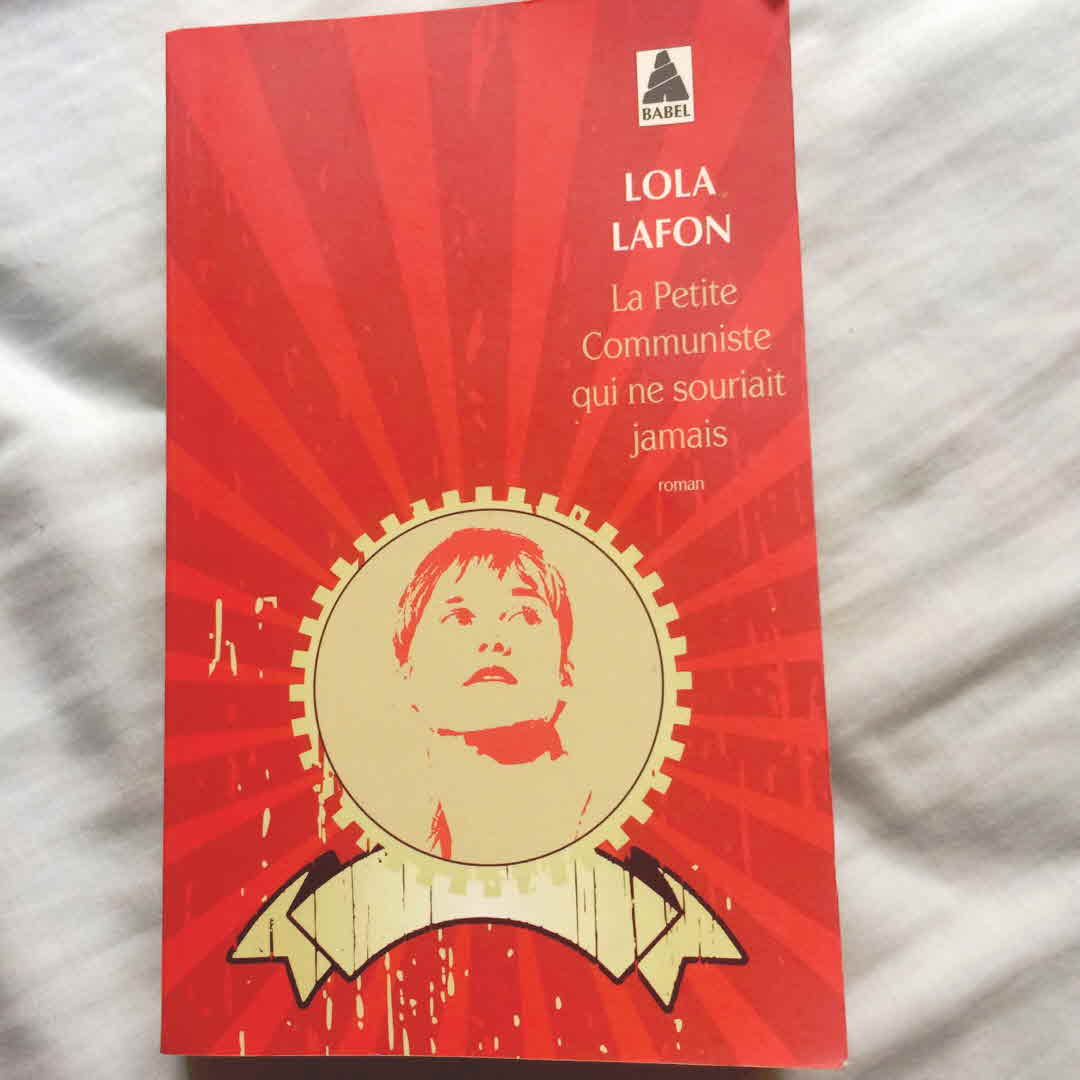 BABEL
LOLA
LAFON
La Petite
Communiste
qui ne souriait
jamais
roman